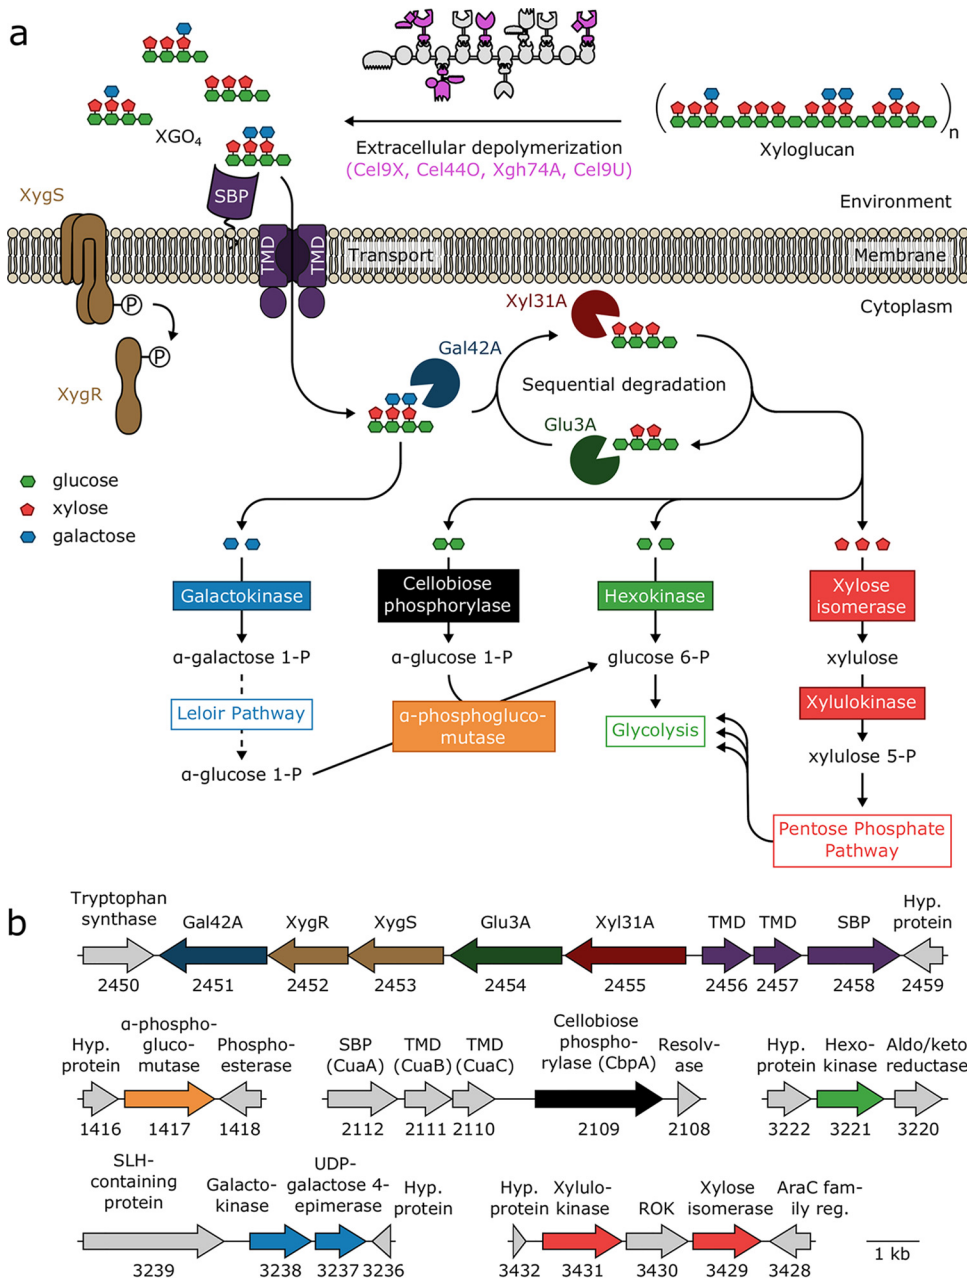 a
XGO4
Extracellular depolymerization
(Cel9X, Cel44O, Xgh74A, Cel9U)
n
Xyloglucan
XygS
SBP
Environment
TMD
TMD
Transport
Membrane
Cytoplasm
P
P
XygR
Xyl31A
Gal42A
Sequential degradation
Glu3A
glucose
xylose
galactose
Galactokinase
Cellobiose
phosphorylase
Hexokinase
Xylose
isomerase
α-galactose 1-P
α-glucose 1-P
glucose 6-P
xylulose
Leloir Pathway
α-phosphogluco-
mutase
Glycolysis
Xylulokinase
α-glucose 1-P
xylulose 5-P
Pentose Phosphate
Pathway
b
Tryptophan
synthase
Gal42A
XygR
XygS
Glu3A
Xyl31A
TMD
TMD
SBP
Hyp.
protein
2450
2451
2452
2453
2454
2455
2456
2457
2458
2459
Hyp.
protein
α-phospho-
gluco-
mutase
Phospho-
esterase
SBP
(CuaA)
TMD
(CuaB)
TMD
(CuaC)
Cellobiose
phospho-
rylase (CbpA)
Resolv-
ase
Hyp.
protein
Hexo-
kinase
Aldo/keto
reductase
1416
1417
1418
2112
2111
2110
2109
2108
3222
3221
3220
SLH-
containing
protein
Galacto-
kinase
UDP-
galactose 4-
epimerase
Hyp.
protein
Hyp.
protein
Xylulo-
kinase
ROK
Xylose
isomerase
AraC fam-
ily reg.
3239
3238
3237
3236
3432
3431
3430
3429
3428
1 kb